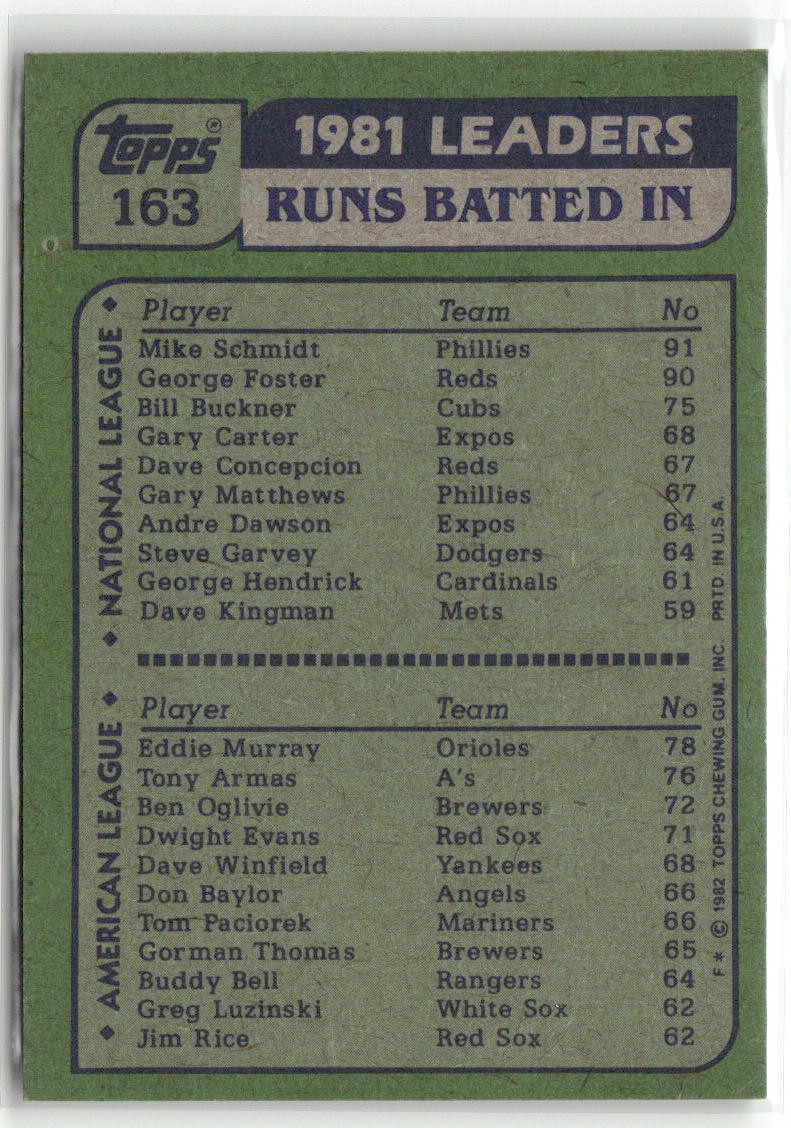 topps®
163
1981 LEADERS
RUNS BATTED IN
◆ NATIONAL LEAGUE ◆
Player Team No
Mike Schmidt Phillies 91
George Foster Reds 90
Bill Buckner Cubs 75
Gary Carter Expos 68
Dave Concepcion Reds 67
Gary Matthews Phillies 67
Andre Dawson Expos 64
Steve Garvey Dodgers 64
George Hendrick Cardinals 61
Dave Kingman Mets 59
◆ AMERICAN LEAGUE ◆
Player Team No
Eddie Murray Orioles 78
Tony Armas A's 76
Ben Oglivie Brewers 72
Dwight Evans Red Sox 71
Dave Winfield Yankees 68
Don Baylor Angels 66
Tom Paciorek Mariners 66
Gorman Thomas Brewers 65
Buddy Bell Rangers 64
Greg Luzinski White Sox 62
Jim Rice Red Sox 62
F* © 1982 TOPPS CHEWING GUM, INC. PRTD. IN U.S.A.